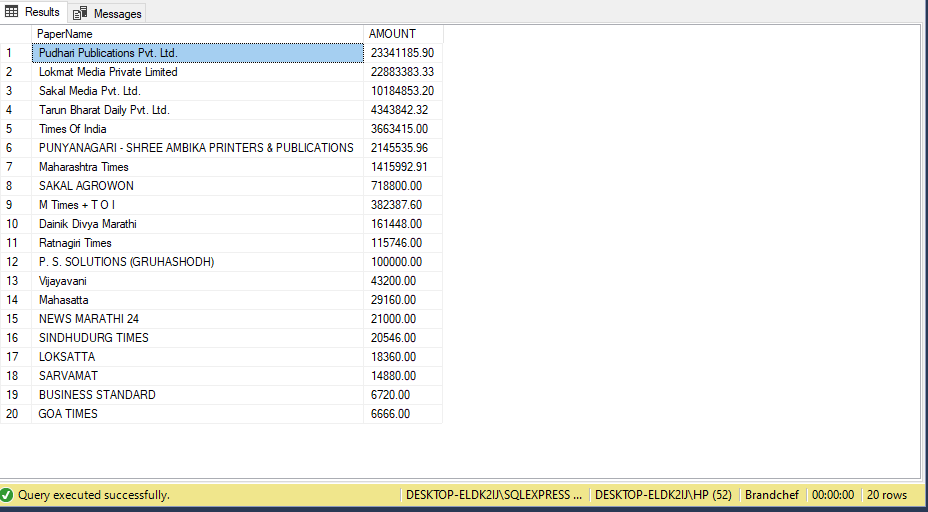 Results Messages
PaperName AMOUNT
1 Pudhari Publications Pvt. Ltd. 23341185.90
2 Lokmat Media Private Limited 22883383.33
3 Sakal Media Pvt. Ltd. 10184853.20
4 Tarun Bharat Daily Pvt. Ltd. 4343842.32
5 Times Of India 3663415.00
6 PUNYANAGARI - SHREE AMBIKA PRINTERS & PUBLICATIONS 2145535.96
7 Maharashtra Times 1415992.91
8 SAKAL AGROWON 718800.00
9 M Times + T O I 382387.60
10 Dainik Divya Marathi 161448.00
11 Ratnagiri Times 115746.00
12 P. S. SOLUTIONS (GRUHASHODH) 100000.00
13 Vijayavani 43200.00
14 Mahasatta 29160.00
15 NEWS MARATHI 24 21000.00
16 SINDHUDURG TIMES 20546.00
17 LOKSATTA 18360.00
18 SARVAMAT 14880.00
19 BUSINESS STANDARD 6720.00
20 GOA TIMES 6666.00
Query executed successfully. DESKTOP-ELDK2IJ\SQLEXPRESS ... DESKTOP-ELDK2IJ\HP (52) Brandchef 00:00:00 20 rows